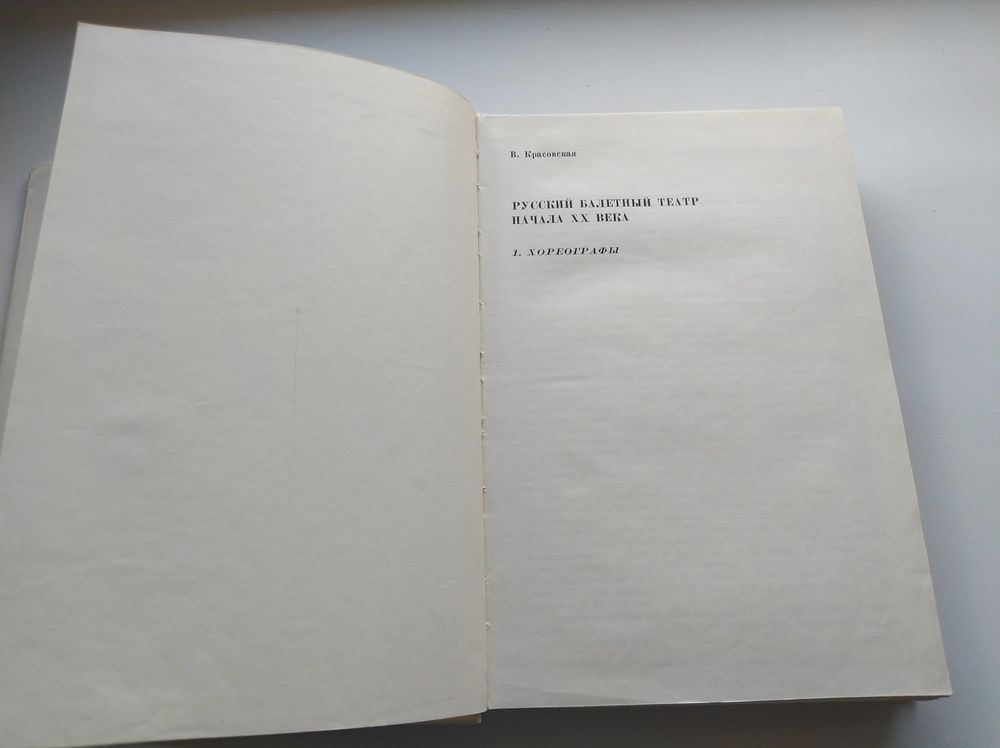 В. Красовская
РУССКИЙ БАЛЕТНЫЙ ТЕАТР
НАЧАЛА XX ВЕКА
1. ХОРЕОГРАФЫ